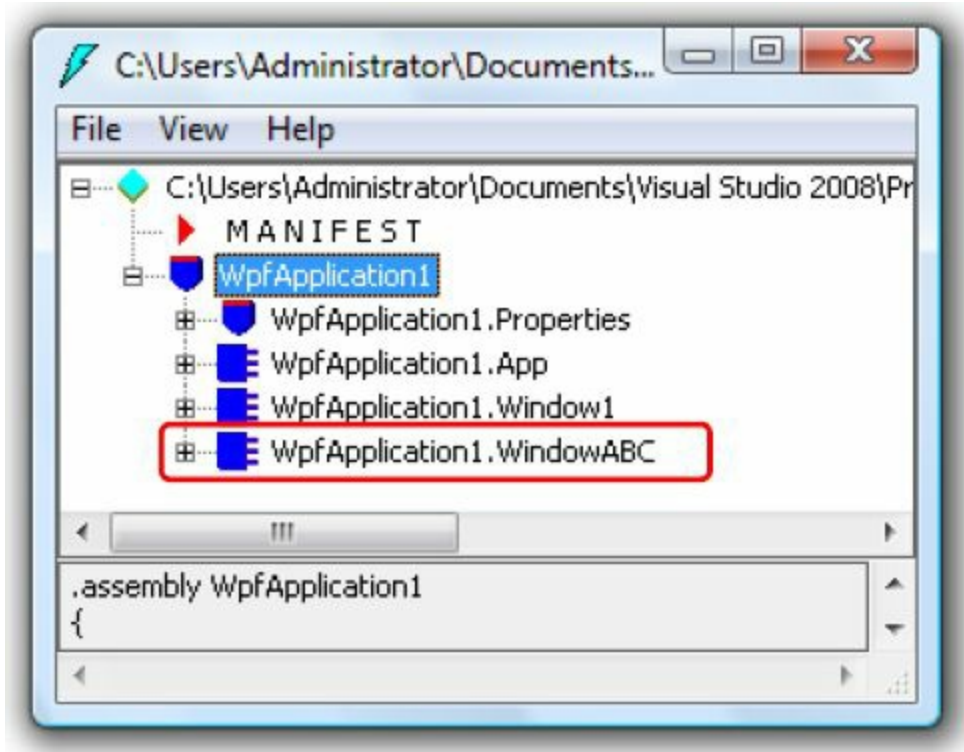 C:\Users\Administrator\Documents...
File View Help
C:\Users\Administrator\Documents\Visual Studio 2008\Pr
M A N I F E S T
WpfApplication1
WpfApplication1.Properties
WpfApplication1.App
WpfApplication1.Window1
WpfApplication1.WindowABC
.assembly WpfApplication1
{